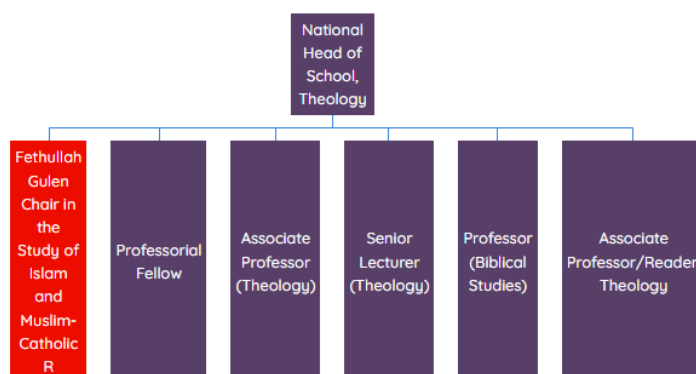 National
Head of
School,
Theology
Fethullah
Gulen
Chair in
the
Study of
Islam
and
Muslim-
Catholic
R
Professorial
Fellow
Associate
Professor
(Theology)
Senior
Lecturer
(Theology)
Professor
(Biblical
Studies)
Associate
Professor/Reader
Theology